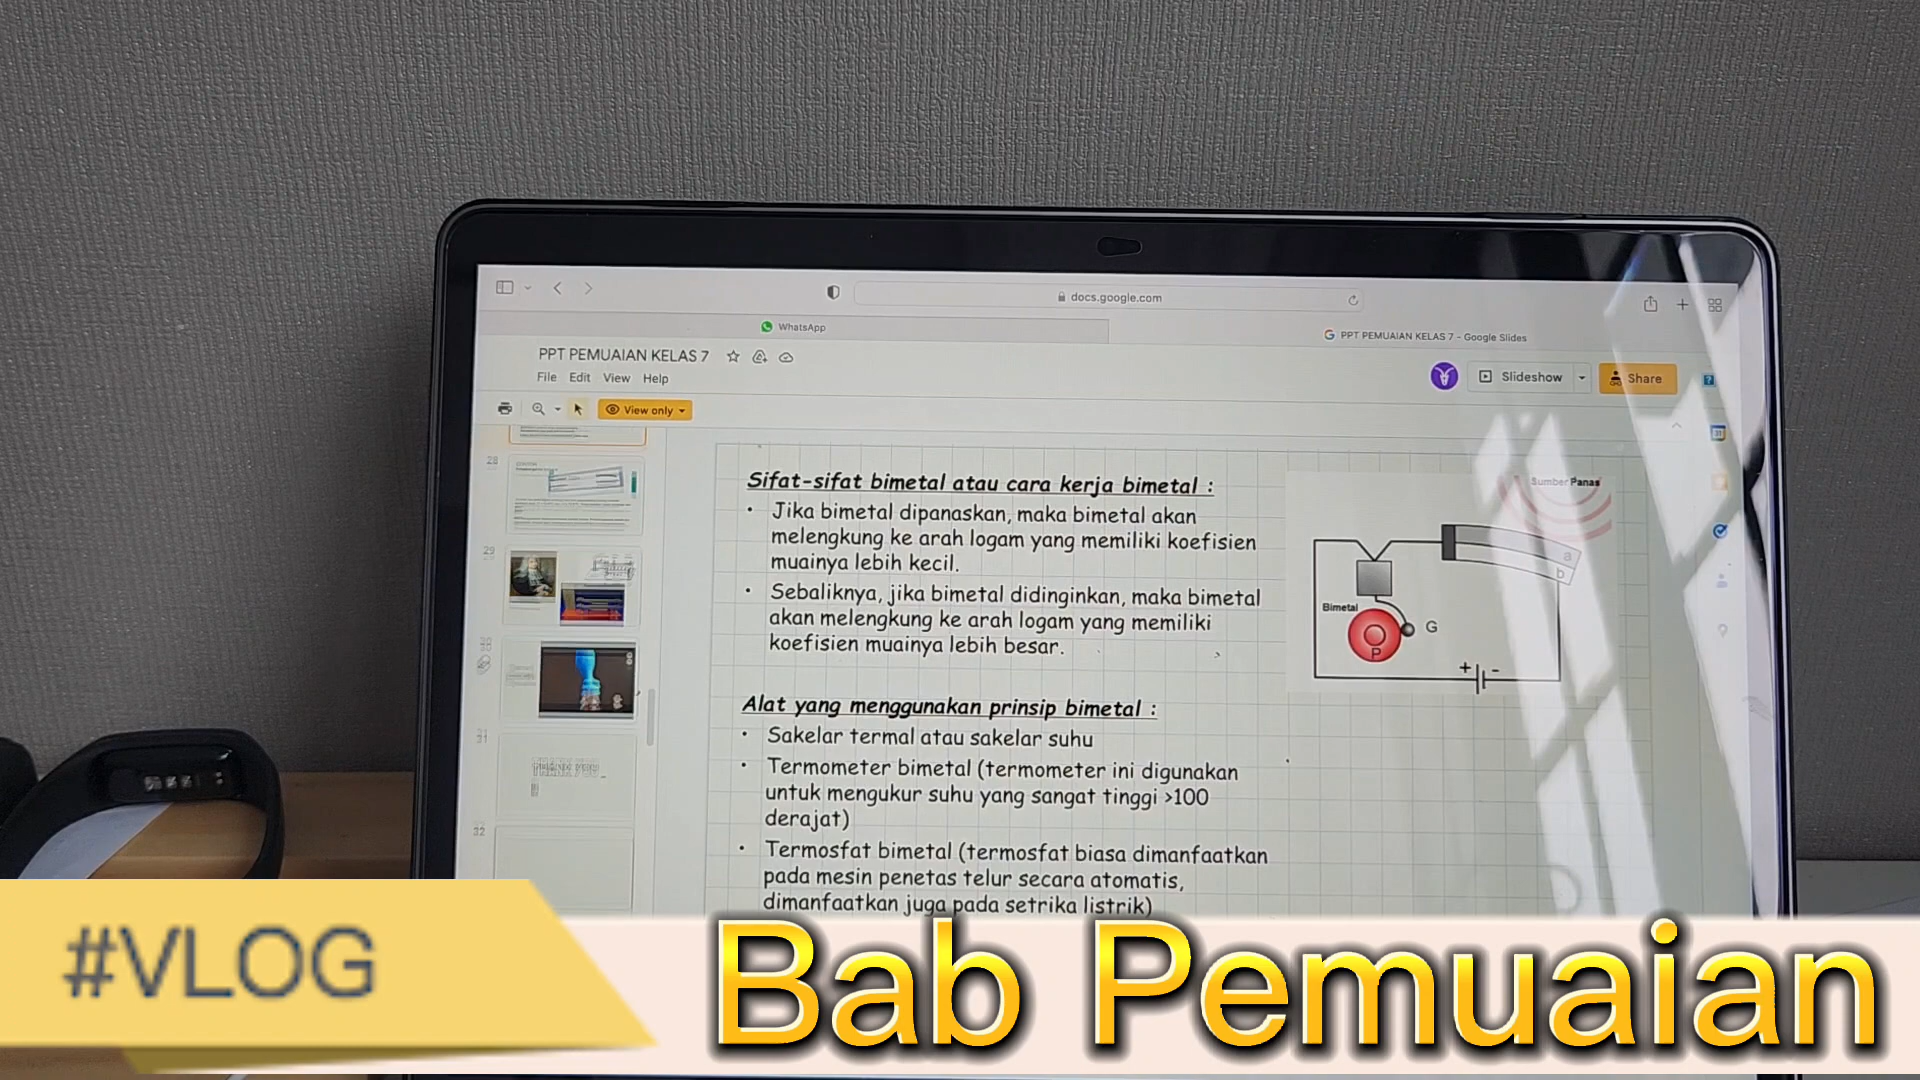 docs.google.com
WhatsApp
PPT PEMUAIAN KELAS 7 - Google Slides
PPT PEMUAIAN KELAS 7
File Edit View Help
Slideshow
Share
View only
28
29
31
32
Sifat-sifat bimetal atau cara kerja bimetal :
• Jika bimetal dipanaskan, maka bimetal akan
melengkung ke arah logam yang memiliki koefisien
muainya lebih kecil.
• Sebaliknya, jika bimetal didinginkan, maka bimetal
akan melengkung ke arah logam yang memiliki
koefisien muainya lebih besar.
Sumber Panas
a
b
Bimetal
G
P
+ -
Alat yang menggunakan prinsip bimetal :
• Sakelar termal atau sakelar suhu
• Termometer bimetal (termometer ini digunakan
untuk mengukur suhu yang sangat tinggi >100
derajat)
• Termosfat bimetal (termosfat biasa dimanfaatkan
pada mesin penetas telur secara atomatis,
dimanfaatkan juga pada setrika listrik)
#VLOG
Bab Pemuaian